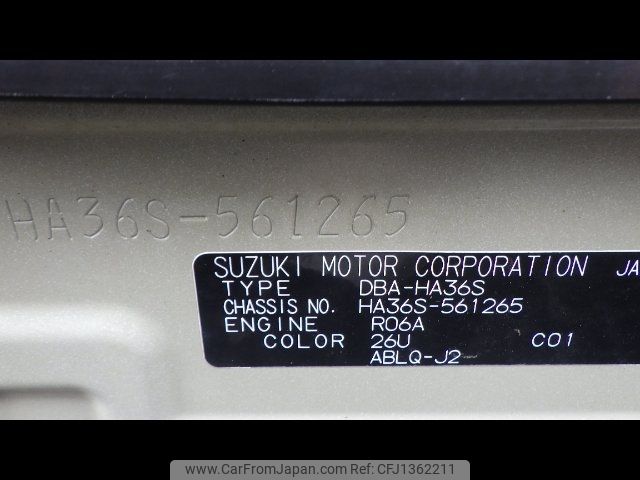 HA36S-561265
SUZUKI MOTOR CORPORATION JA
TYPE DBA-HA36S
CHASSIS NO. HA36S-561265
ENGINE R06A
COLOR 26U C01
ABLQ-J2
www.CarFromJapan.com CFJ1362211